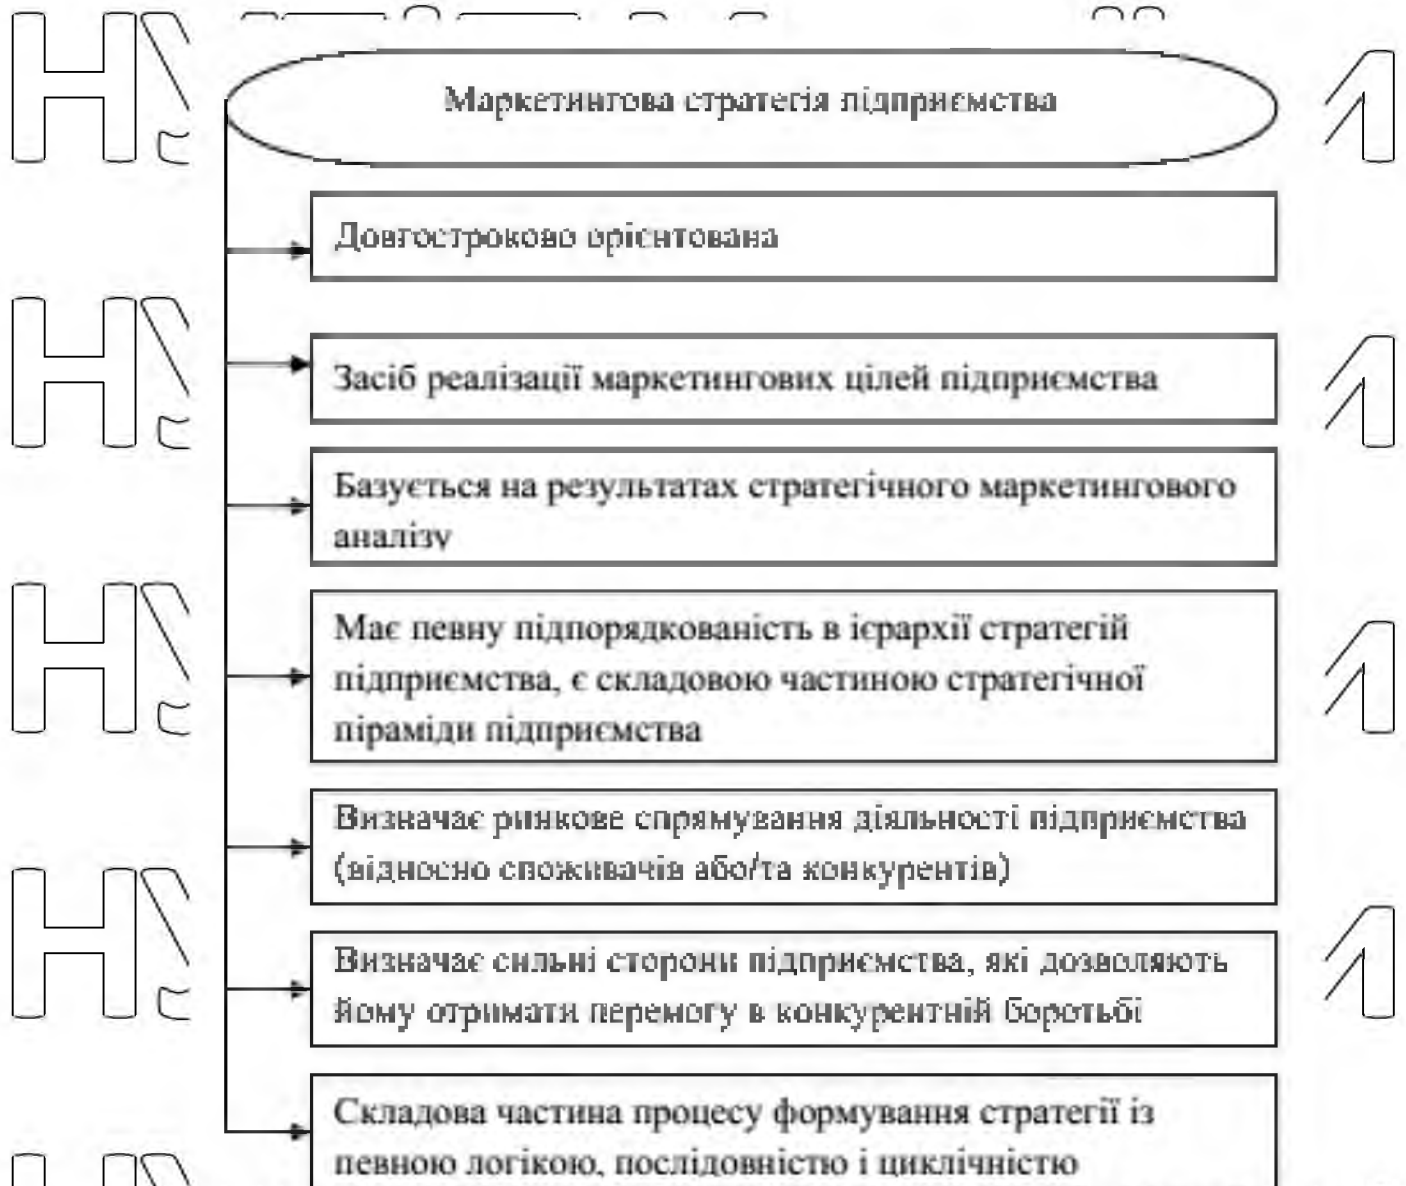 Маркетингова стратегія підприємства
Довгостроково орієнтована
Засіб реалізації маркетингових цілей підприємства
Базується на результатах стратегічного маркетингового
аналізу
Має певну підпорядкованість в ієрархії стратегій
підприємства, є складовою частиною стратегічної
піраміди підприємства
Визначає ринкове спрямування діяльності підприємства
(відносно споживачів або/та конкурентів)
Визначає сильні сторони підприємства, які дозволяють
йому отримати перемогу в конкурентній боротьбі
Складова частина процесу формування стратегії із
певною логікою, послідовністю і циклічністю